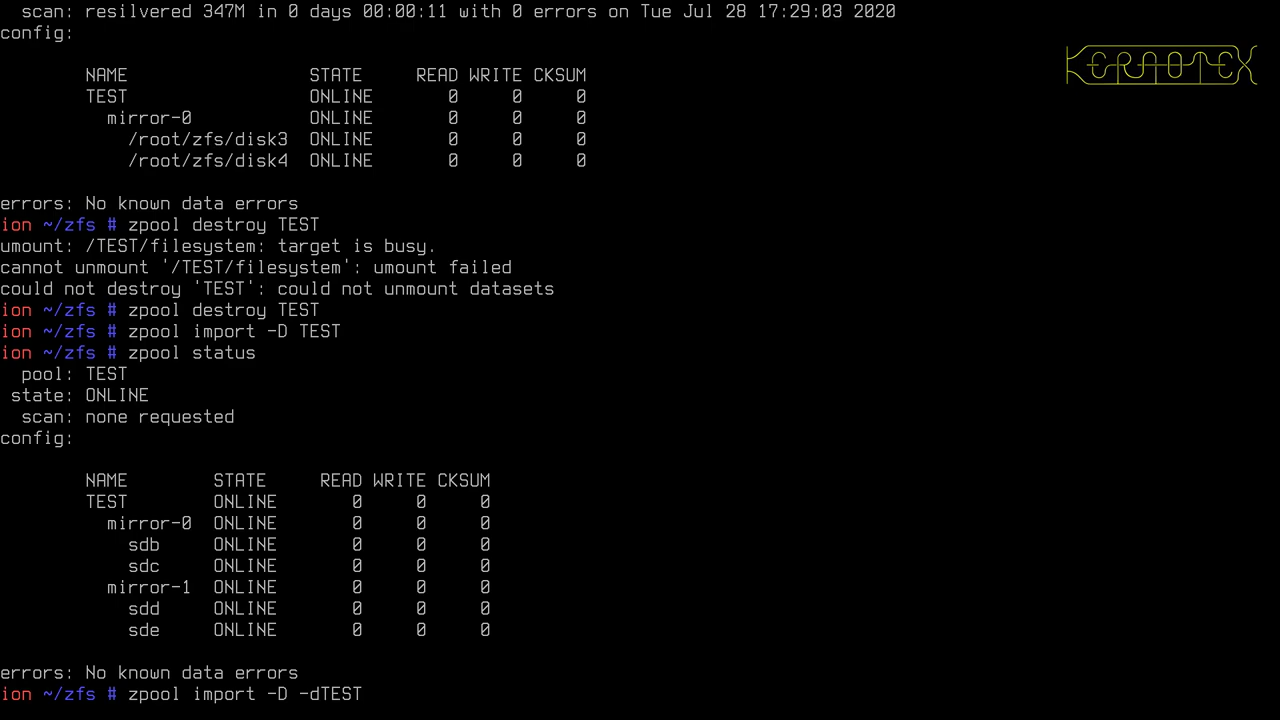 scan: resilvered 347M in 0 days 00:00:11 with 0 errors on Tue Jul 28 17:29:03 2020
config:
KERNOTEX
NAME STATE READ WRITE CKSUM
TEST ONLINE 0 0 0
mirror-0 ONLINE 0 0 0
/root/zfs/disk3 ONLINE 0 0 0
/root/zfs/disk4 ONLINE 0 0 0
errors: No known data errors
ion ~/zfs # zpool destroy TEST
umount: /TEST/filesystem: target is busy.
cannot unmount '/TEST/filesystem': umount failed
could not destroy 'TEST': could not unmount datasets
ion ~/zfs # zpool destroy TEST
ion ~/zfs # zpool import -D TEST
ion ~/zfs # zpool status
pool: TEST
state: ONLINE
scan: none requested
config:
NAME STATE READ WRITE CKSUM
TEST ONLINE 0 0 0
mirror-0 ONLINE 0 0 0
sdb ONLINE 0 0 0
sdc ONLINE 0 0 0
mirror-1 ONLINE 0 0 0
sdd ONLINE 0 0 0
sde ONLINE 0 0 0
errors: No known data errors
ion ~/zfs # zpool import -D -dTEST